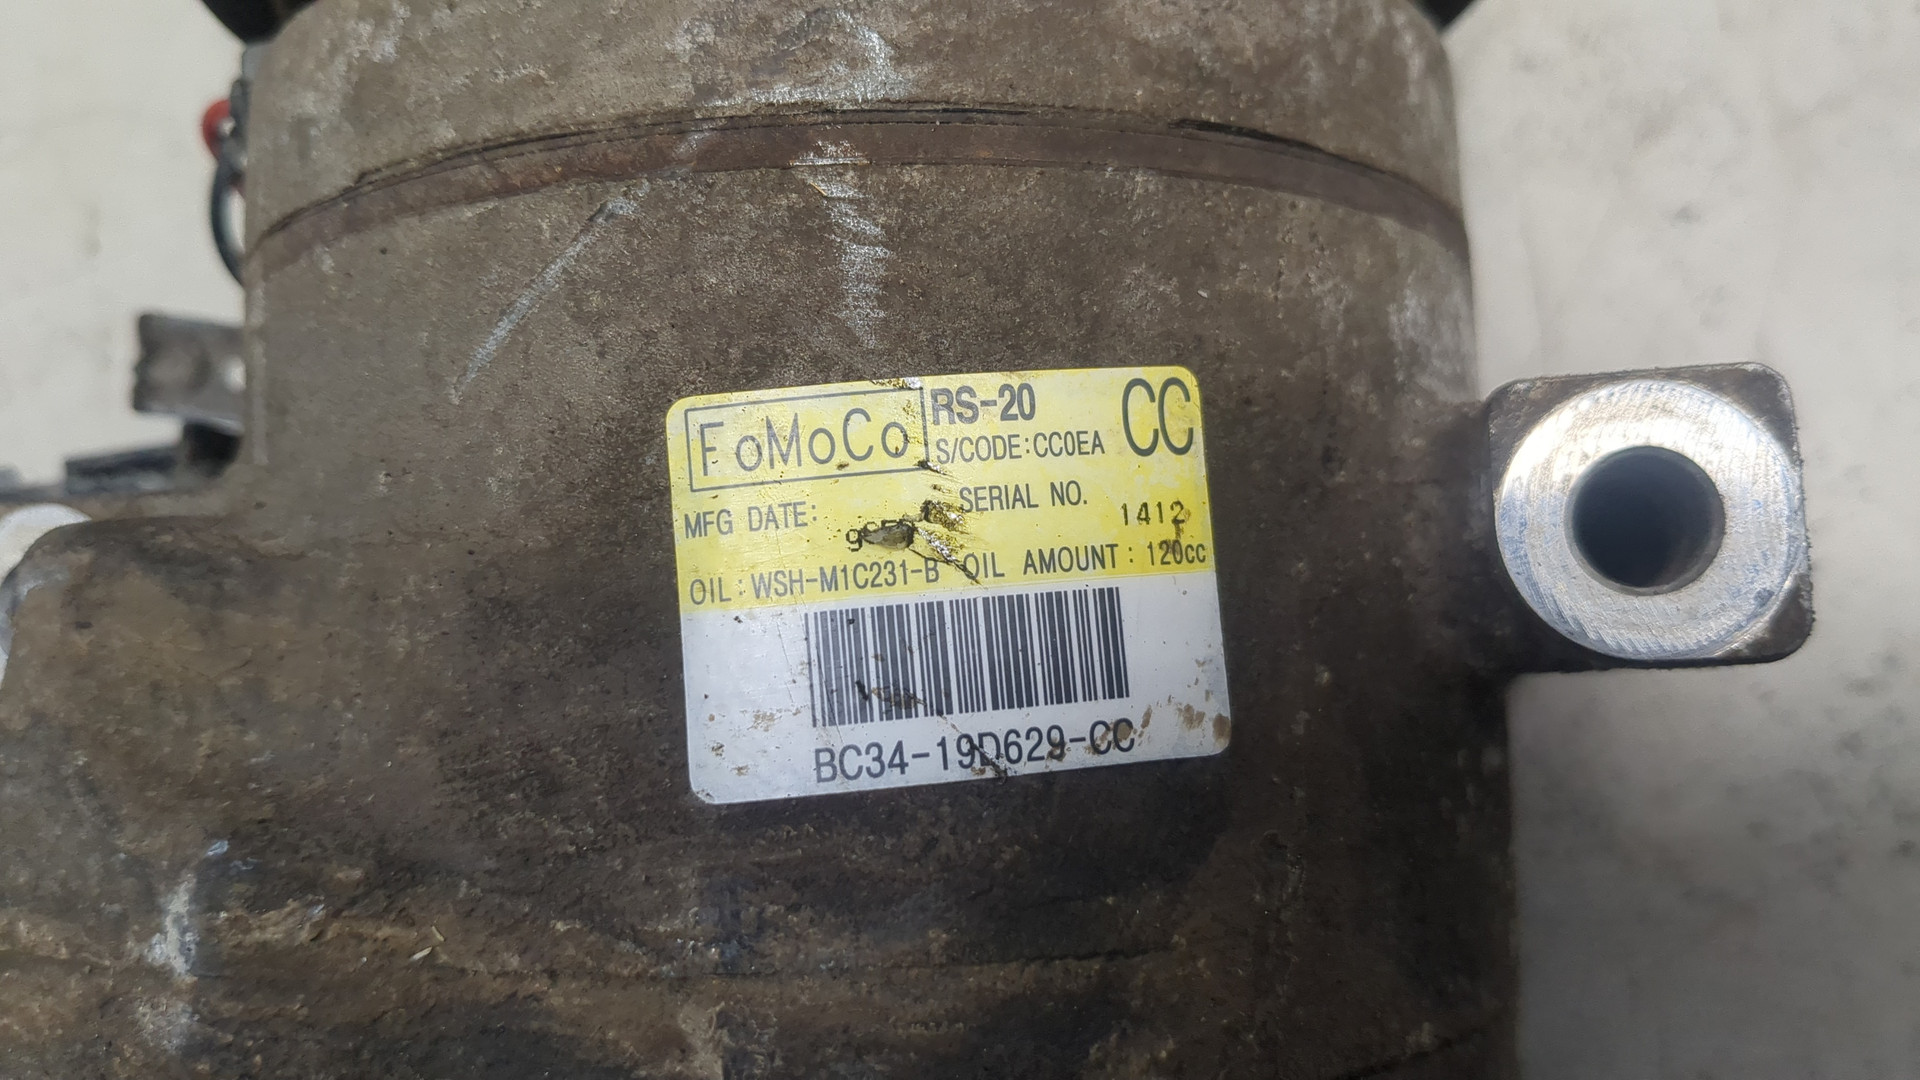 FoMoCo RS-20 CC
S/CODE:CC0EA
MFG DATE: SERIAL NO. 1412
OIL:WSH-M1C231-B OIL AMOUNT: 120cc
BC34-19D629-CC